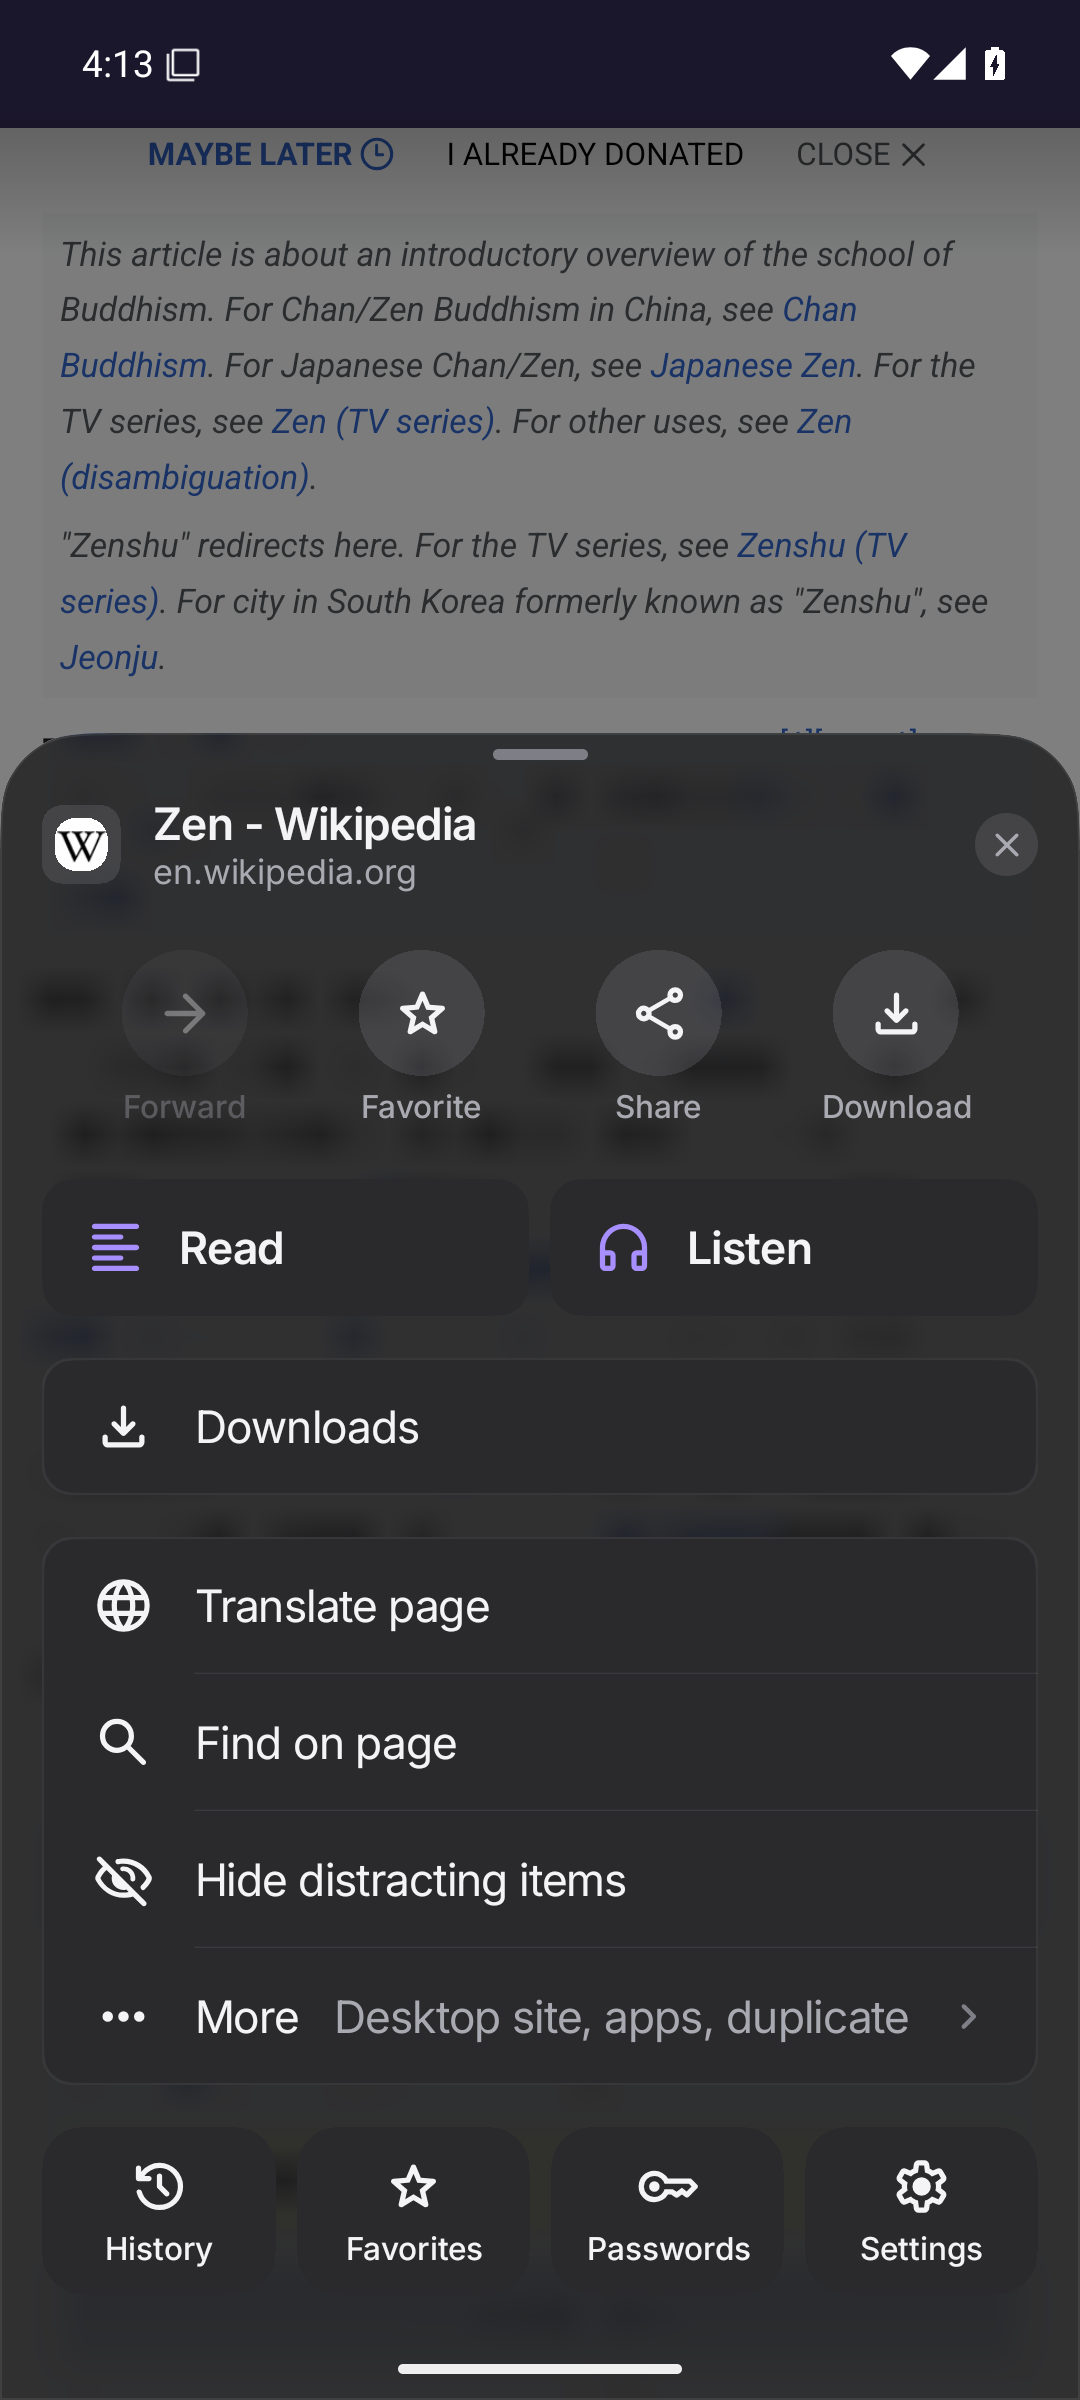 4:13
MAYBE LATER I ALREADY DONATED CLOSE
This article is about an introductory overview of the school of
Buddhism. For Chan/Zen Buddhism in China, see Chan
Buddhism. For Japanese Chan/Zen, see Japanese Zen. For the
TV series, see Zen (TV series). For other uses, see Zen
(disambiguation).
"Zenshu" redirects here. For the TV series, see Zenshu (TV
series). For city in South Korea formerly known as "Zenshu", see
Jeonju.
W
Zen - Wikipedia
en.wikipedia.org
Forward Favorite Share Download
Read Listen
Downloads
Translate page
Find on page
Hide distracting items
More Desktop site, apps, duplicate
History Favorites Passwords Settings